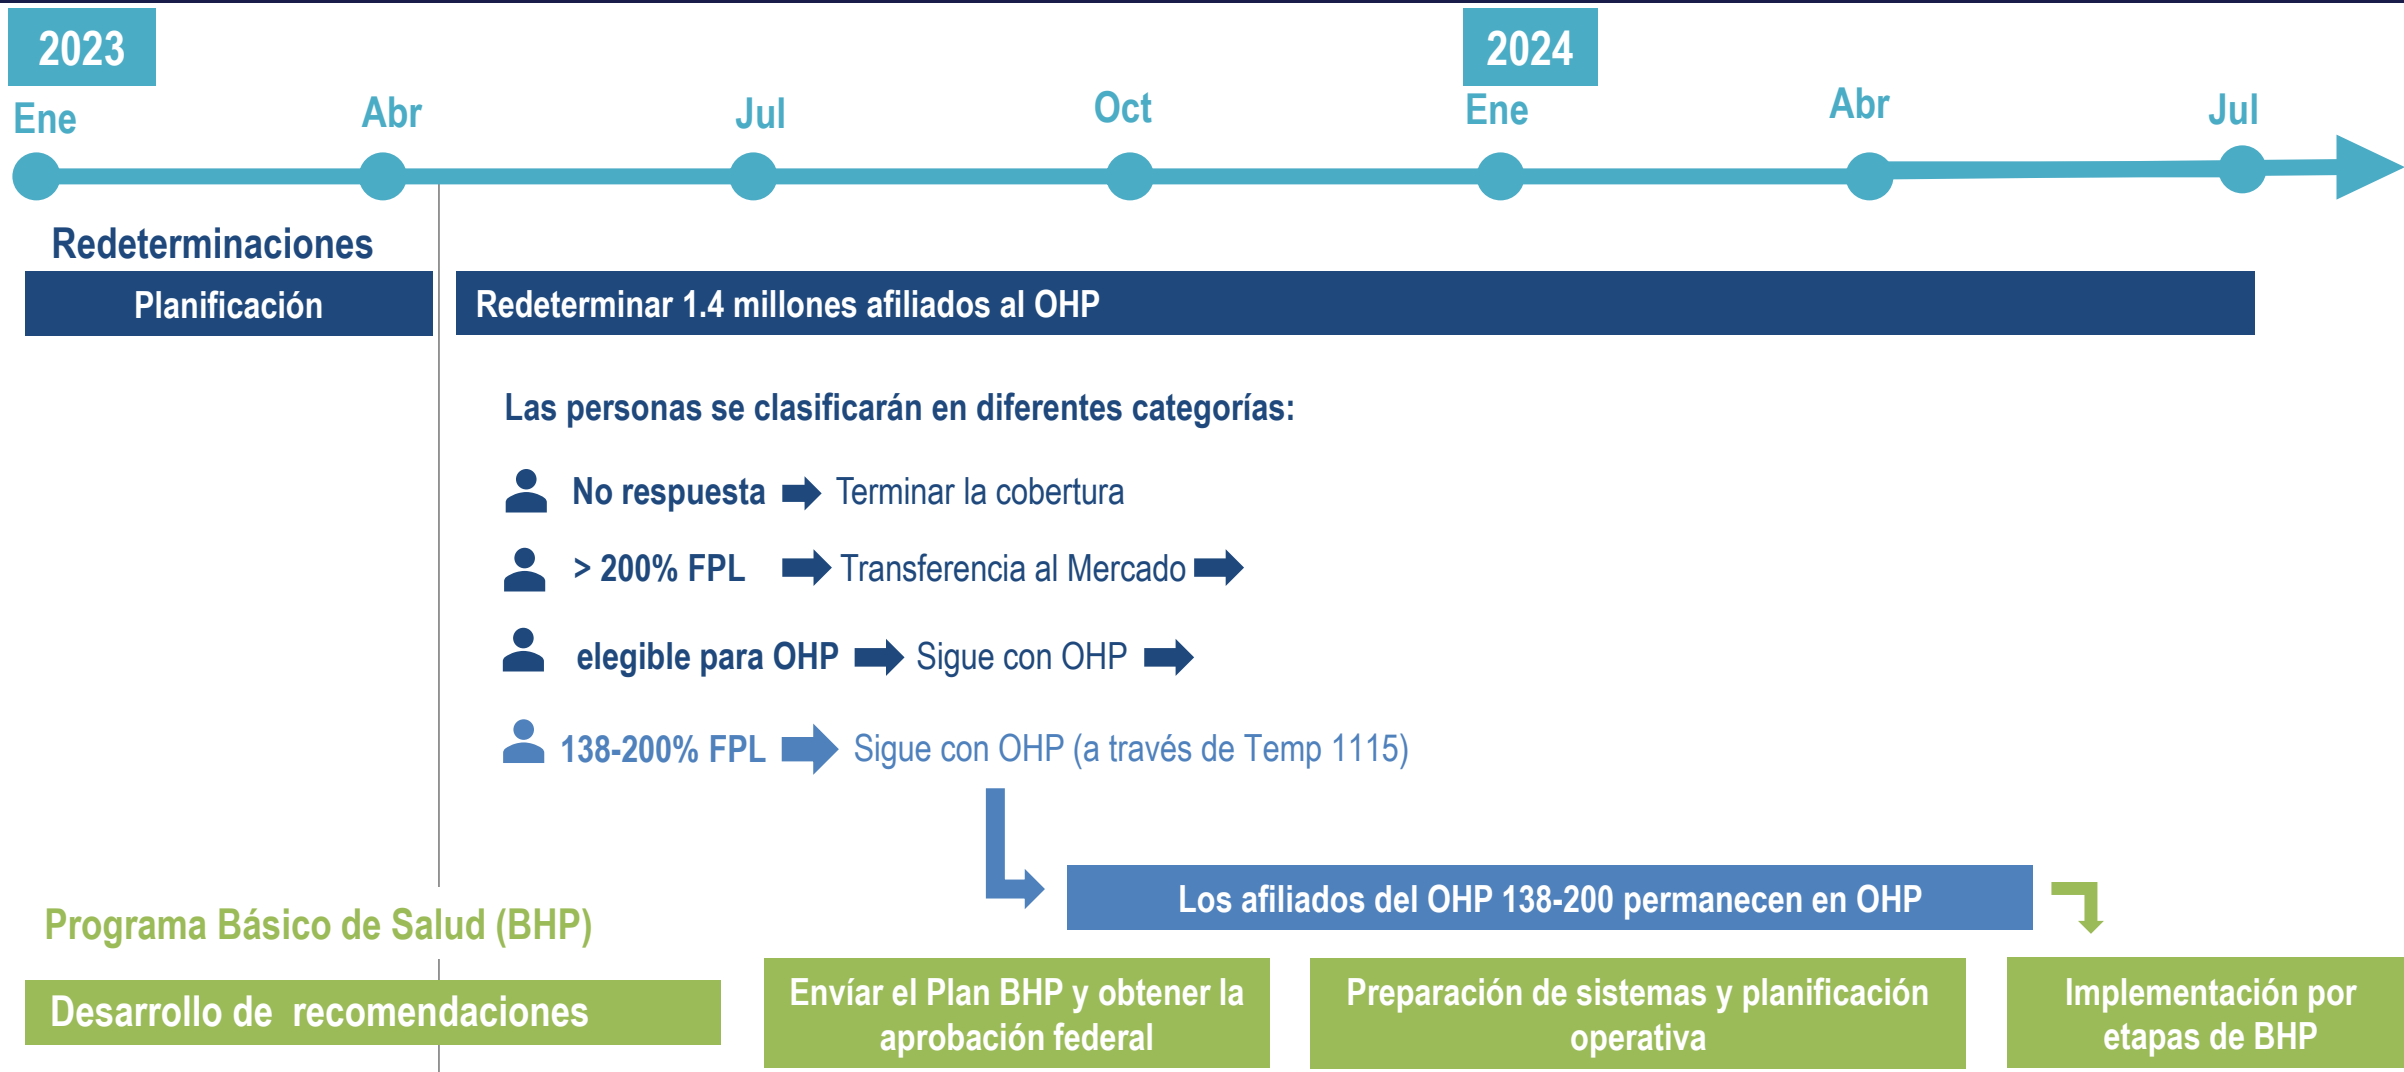 2023
2024
Ene
Abr
Jul
Oct
Ene
Abr
Jul
Redeterminaciones
Planificación
Redeterminar 1.4 millones afiliados al OHP
Las personas se clasificarán en diferentes categorías:
No respuesta
Terminar la cobertura
> 200% FPL
Transferencia al Mercado
elegible para OHP
Sigue con OHP
138-200% FPL
Sigue con OHP (a través de Temp 1115)
Los afiliados del OHP 138-200 permanecen en OHP
Programa Básico de Salud (BHP)
Desarrollo de recomendaciones
Envíar el Plan BHP y obtener la
aprobación federal
Preparación de sistemas y planificación
operativa
Implementación por
etapas de BHP